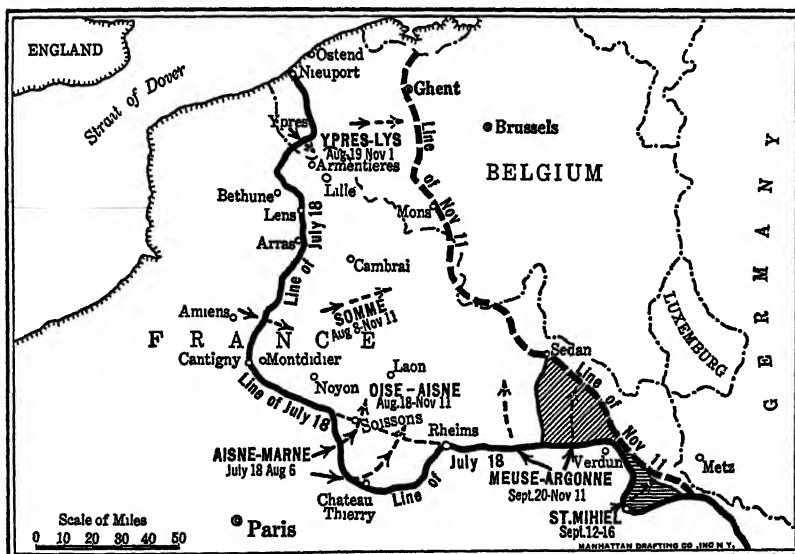 ENGLAND
Strait of Dover
Ostend
Nieuport
Ghent
Ypres
YPRES-LYS
Aug.19 Nov 1
Brussels
BELGIUM
Armentieres
Lille
Bethune
Lens
Mons
Arras
Line of July 18
Line of Nov 11
Cambrai
Amiens
SOMME
Aug 8-Nov 11
FRANCE
LUXEMBURG
GERMANY
Cantigny
Montdidier
Sedan
Laon
Noyon
OISE-AISNE
Aug.18-Nov 11
Line of July 18
Soissons
Line of Nov 11
AISNE-MARNE
July 18 Aug 6
Rheims
Line of July 18
Verdun
Metz
MEUSE-ARGONNE
Sept.20-Nov 11
Chateau
Thierry
ST. MIHIEL
Sept.12-16
Scale of Miles
0 10 20 30 40 50
Paris
MANHATTAN DRAFTING CO., INC N.Y.